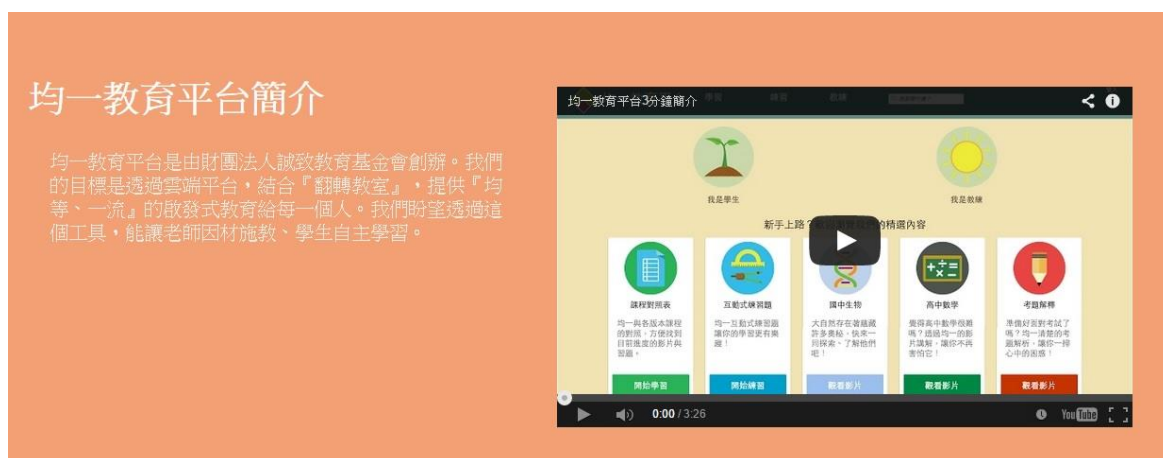 均一教育平台簡介
均一教育平台是由財團法人誠致教育基金會創辦。我們
的目標是透過雲端平台，結合『翻轉教室』，提供『均
等、一流』的啟發式教育給每一個人。我們盼望透過這
個工具，能讓老師因材施教、學生自主學習。
均一教育平台3分鐘簡介
我是學生
我是教練
新手上路？
的精選內容
課程對照表
均一與各版本課程
的對照，方便找到
目前進度的影片與
習題。
開始學習
互動式練習題
均一互動式練習題
讓你的學習更有樂
趣！
開始練習
國中生物
大自然存在著蘊藏
許多奧秘，快來一
同探索、了解他們
吧！
觀看影片
高中數學
覺得高中數學很難
嗎？透過均一的影
片講解，讓你不再
害怕它！
觀看影片
考題解釋
準備好面對考試了
嗎？均一清楚的考
題解析，讓你一掃
心中的困惑！
觀看影片
0:00 / 3:26
YouTube